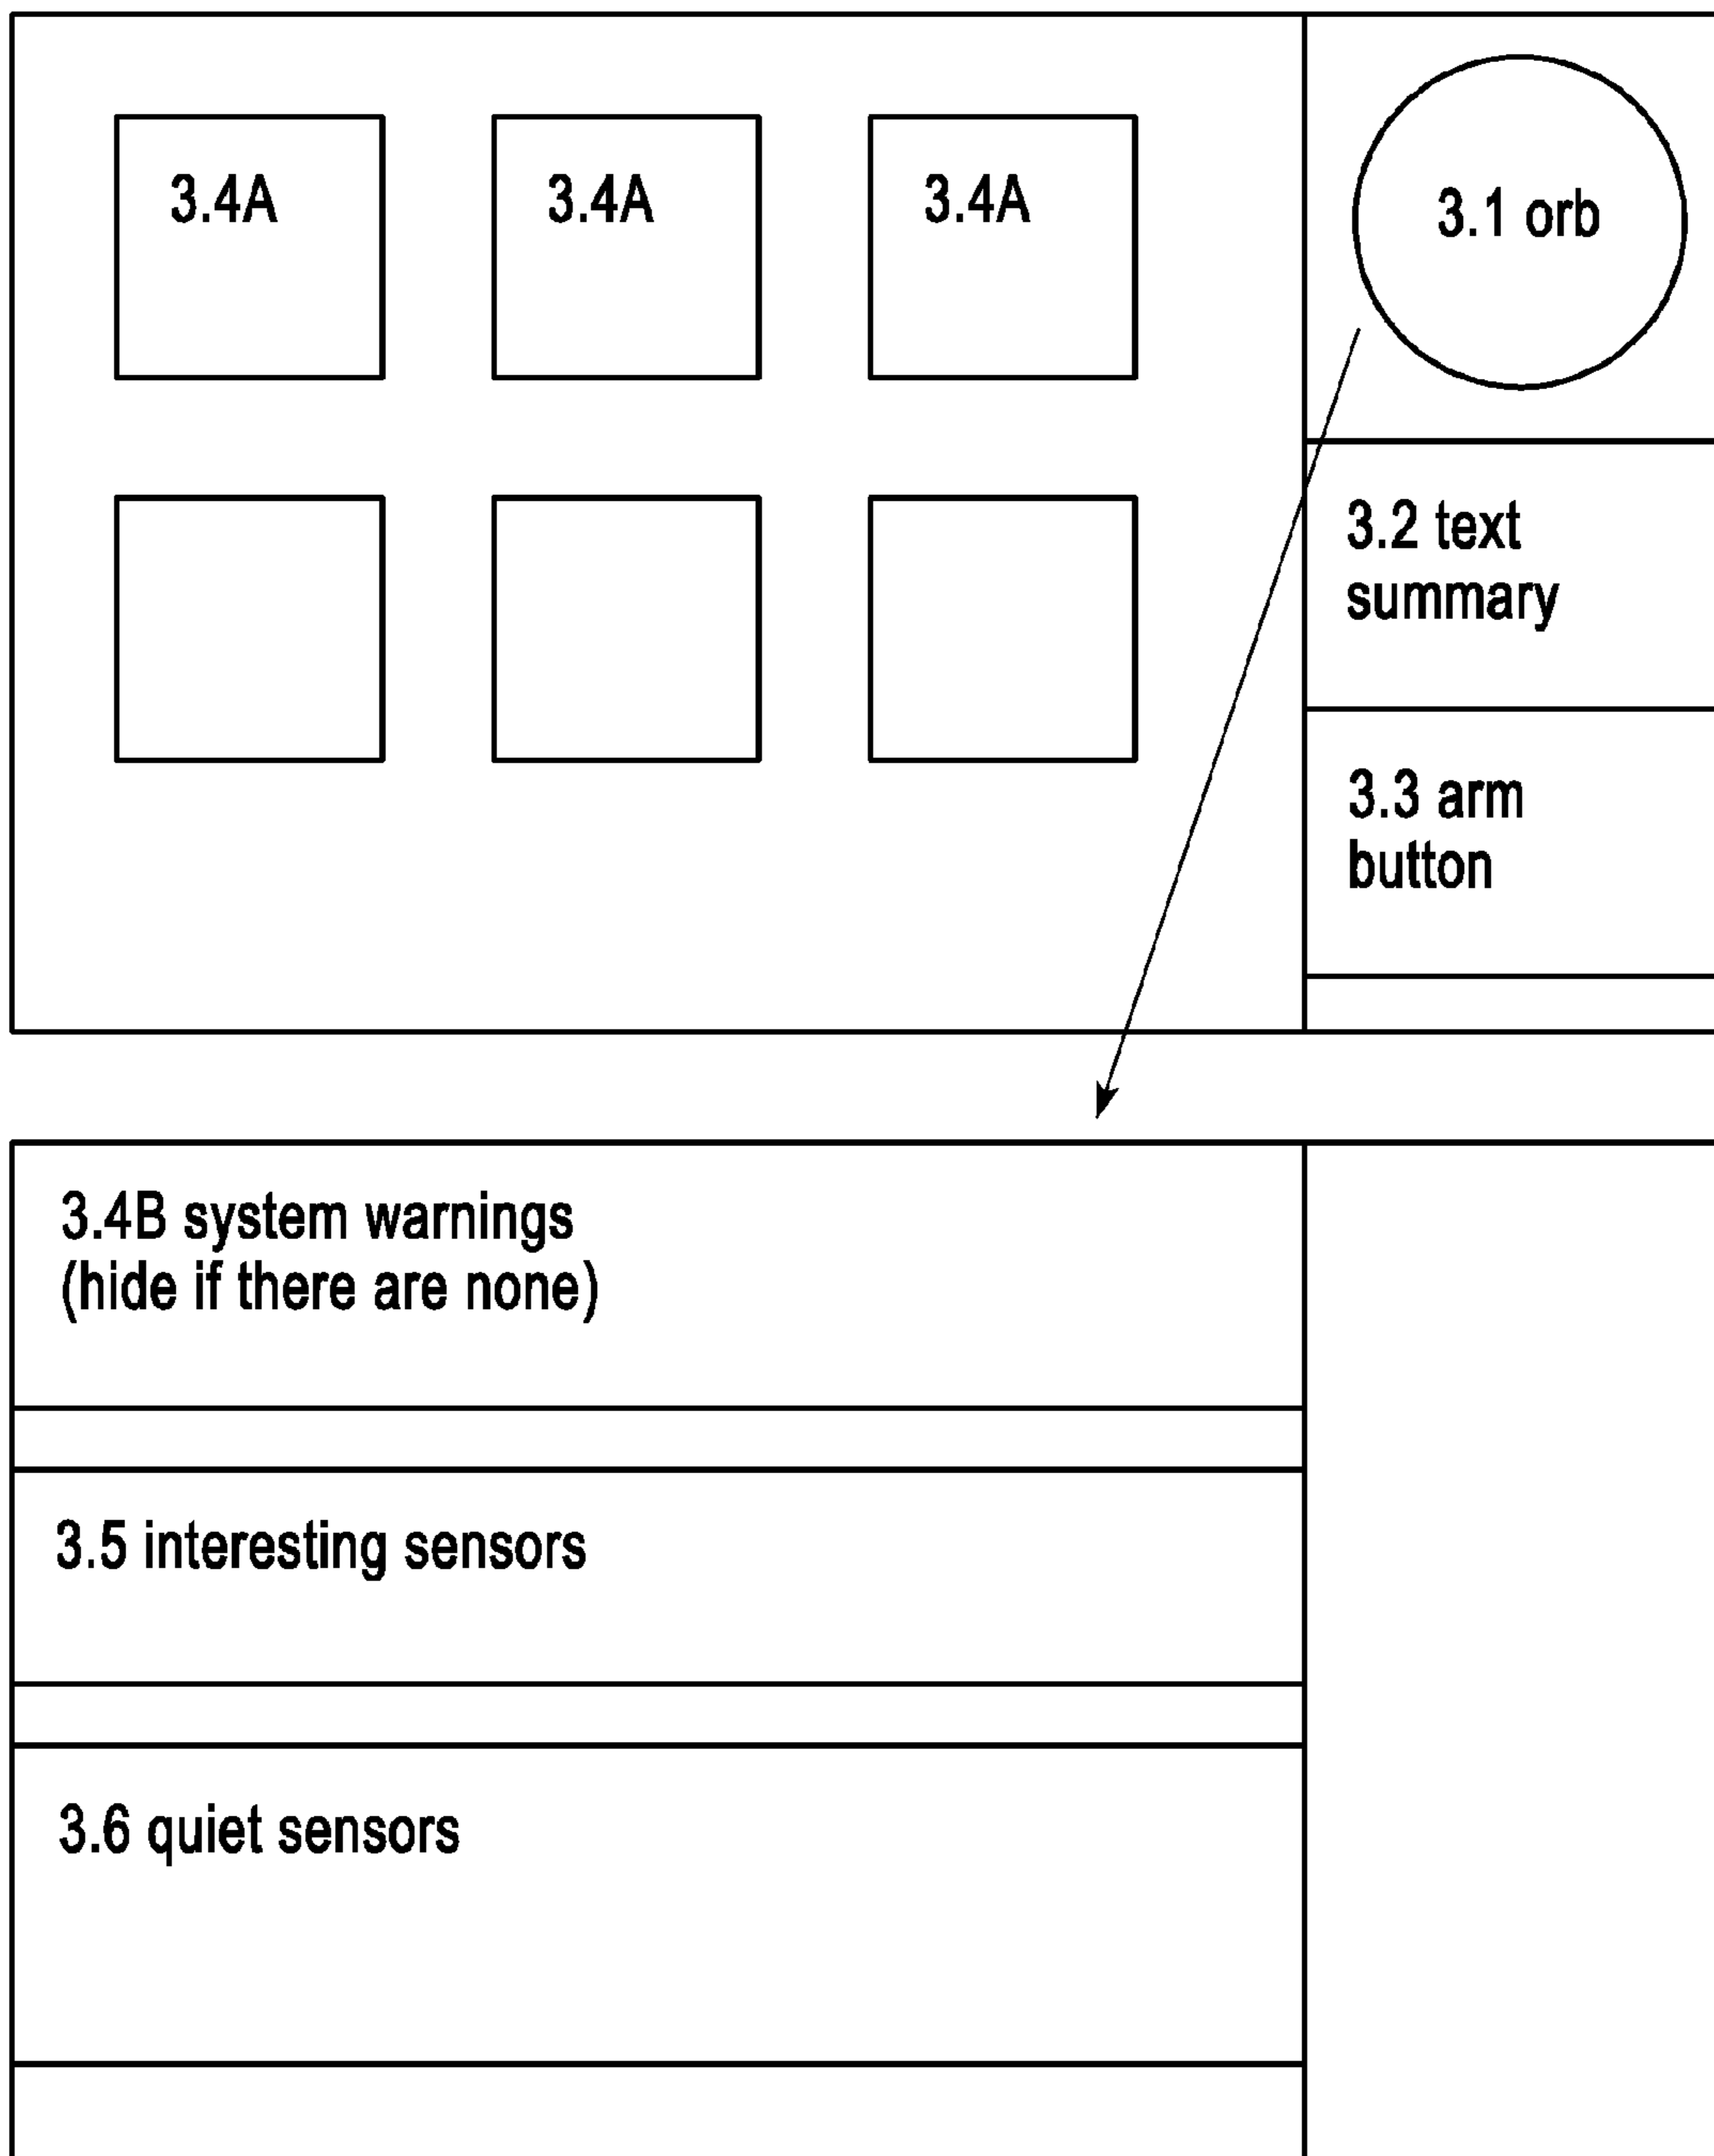 3.4A
3.4A
3.4A
3.1 orb
3.2 text
summary
3.3 arm
button
3.4B system warnings
(hide if there are none)
3.5 interesting sensors
3.6 quiet sensors